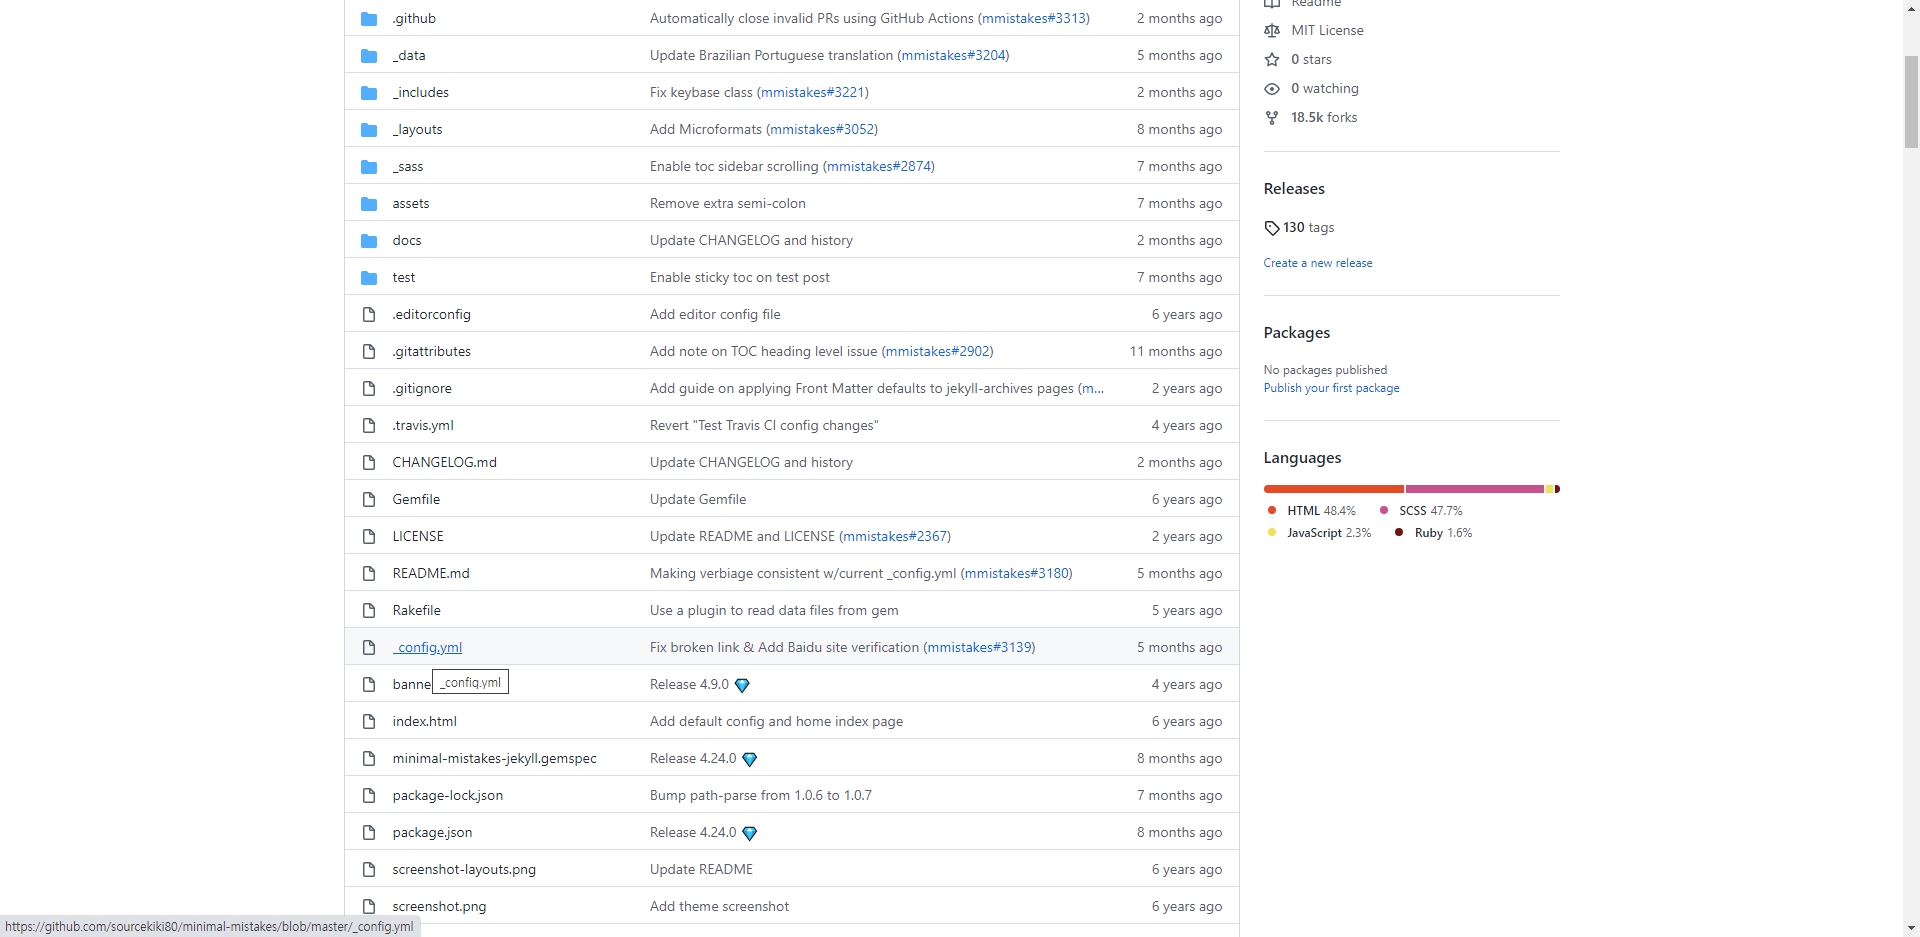 .github Automatically close invalid PRs using GitHub Actions (mmistakes#3313) 2 months ago
_data Update Brazilian Portuguese translation (mmistakes#3204) 5 months ago
_includes Fix keybase class (mmistakes#3221) 2 months ago
_layouts Add Microformats (mmistakes#3052) 8 months ago
_sass Enable toc sidebar scrolling (mmistakes#2874) 7 months ago
assets Remove extra semi-colon 7 months ago
docs Update CHANGELOG and history 2 months ago
test Enable sticky toc on test post 7 months ago
.editorconfig Add editor config file 6 years ago
.gitattributes Add note on TOC heading level issue (mmistakes#2902) 11 months ago
.gitignore Add guide on applying Front Matter defaults to jekyll-archives pages (m... 2 years ago
.travis.yml Revert "Test Travis CI config changes" 4 years ago
CHANGELOG.md Update CHANGELOG and history 2 months ago
Gemfile Update Gemfile 6 years ago
LICENSE Update README and LICENSE (mmistakes#2367) 2 years ago
README.md Making verbiage consistent w/current _config.yml (mmistakes#3180) 5 months ago
Rakefile Use a plugin to read data files from gem 5 years ago
_config.yml Fix broken link & Add Baidu site verification (mmistakes#3139) 5 months ago
banne _config.yml Release 4.9.0 💎 4 years ago
index.html Add default config and home index page 6 years ago
minimal-mistakes-jekyll.gemspec Release 4.24.0 💎 8 months ago
package-lock.json Bump path-parse from 1.0.6 to 1.0.7 7 months ago
package.json Release 4.24.0 💎 8 months ago
screenshot-layouts.png Update README 6 years ago
screenshot.png Add theme screenshot 6 years ago
Readme
MIT License
0 stars
0 watching
18.5k forks
Releases
130 tags
Create a new release
Packages
No packages published
Publish your first package
Languages
HTML 48.4% SCSS 47.7%
JavaScript 2.3% Ruby 1.6%
https://github.com/sourcekiki80/minimal-mistakes/blob/master/_config.yml